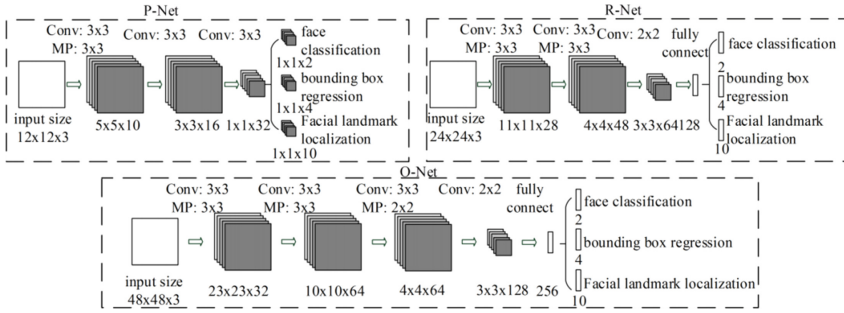 P-Net
Conv: 3x3 Conv: 3x3 Conv: 3x3
MP: 3x3
face
classification
1x1x2
bounding box
regression
1x1x4
Facial landmark
localization
1x1x10
input size
12x12x3
5x5x10
3x3x16
1x1x32
R-Net
Conv: 3x3 Conv: 3x3 Conv: 2x2 fully
MP: 3x3 MP: 3x3 connect
face classification
2
bounding box
regression
4
Facial landmark
localization
10
input size
24x24x3
11x11x28
4x4x48
3x3x64
128
O-Net
Conv: 3x3 Conv: 3x3 Conv: 3x3 Conv: 2x2 fully
MP: 3x3 MP: 3x3 MP: 2x2 connect
face classification
2
bounding box regression
4
Facial landmark localization
10
input size
48x48x3
23x23x32
10x10x64
4x4x64
3x3x128
256